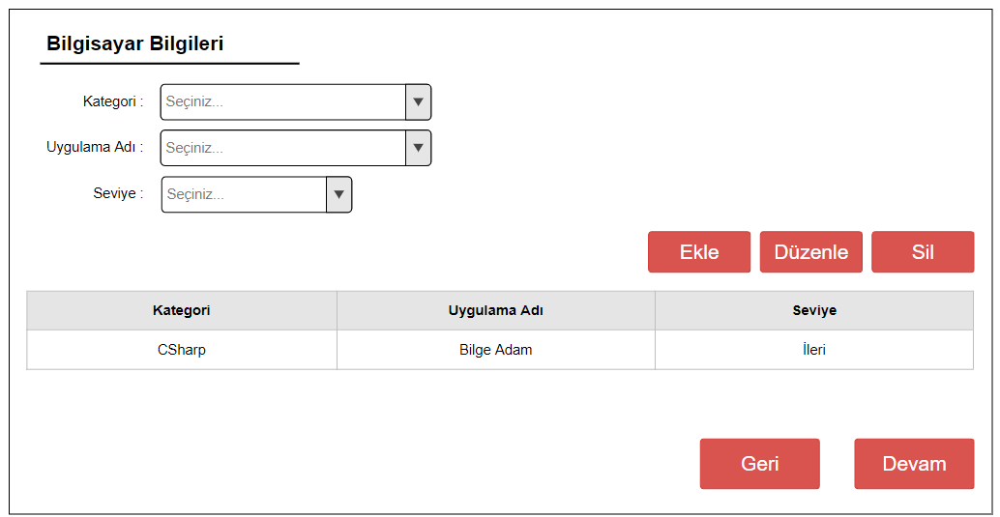 Bilgisayar Bilgileri
Kategori : Seçiniz...
Uygulama Adı : Seçiniz...
Seviye : Seçiniz...
Ekle Düzenle Sil
Kategori Uygulama Adı Seviye
CSharp Bilge Adam İleri
Geri Devam